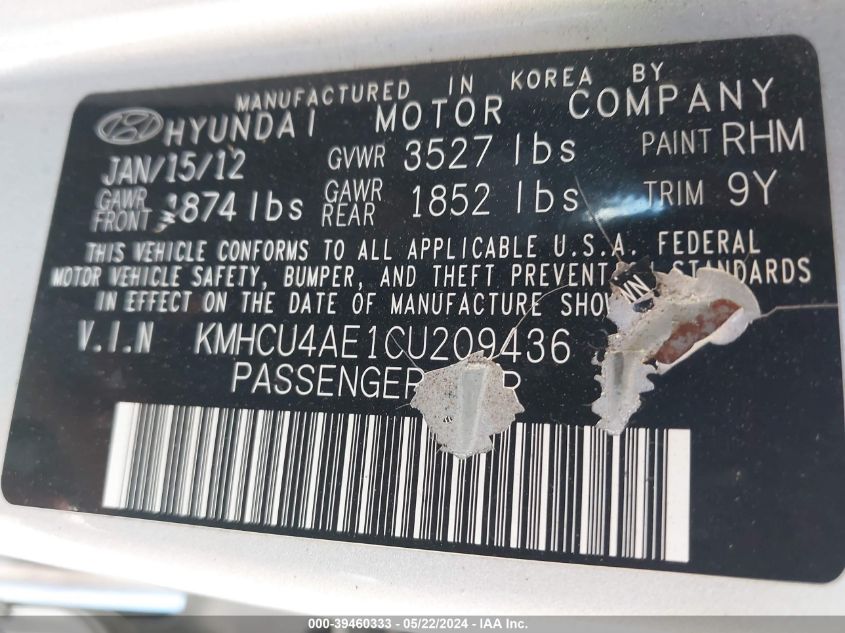 MANUFACTURED IN KOREA BY
HYUNDAI MOTOR COMPANY
JAN/15/12 GVWR 3527 lbs PAINT RHM
GAWR FRONT 1874 lbs GAWR REAR 1852 lbs TRIM 9Y
THIS VEHICLE CONFORMS TO ALL APPLICABLE U.S.A. FEDERAL
MOTOR VEHICLE SAFETY, BUMPER, AND THEFT PREVENT STANDARDS
IN EFFECT ON THE DATE OF MANUFACTURE
V.I.N KMHCU4AE1CU209436
PASSENGER
000-39460333 - 05/22/2024 - IAA Inc.